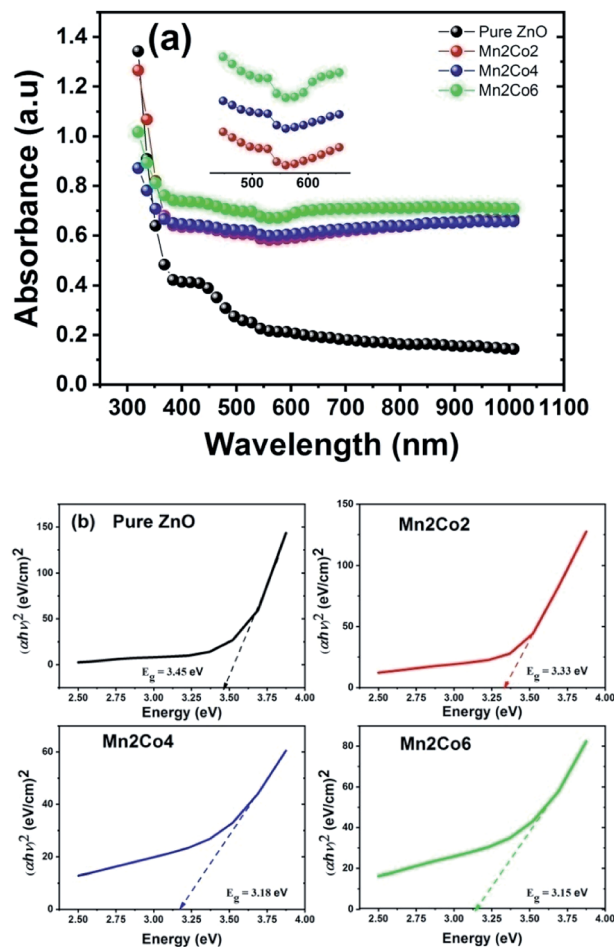 (a)
Pure ZnO
Mn2Co2
Mn2Co4
Mn2Co6
Absorbance (a.u)
1.4
1.2
1.0
0.8
0.6
0.4
0.2
0.0
500 600
300 400 500 600 700 800 900 1000 1100
Wavelength (nm)
(b) Pure ZnO
(αhν)² (eV/cm)²
150
100
50
0
E_g = 3.45 eV
2.50 2.75 3.00 3.25 3.50 3.75 4.00
Energy (eV)
Mn2Co2
(αhν)² (eV/cm)²
150
100
50
0
E_g = 3.33 eV
2.50 2.75 3.00 3.25 3.50 3.75 4.00
Energy (eV)
Mn2Co4
(αhν)² (eV/cm)²
60
40
20
0
E_g = 3.18 eV
2.50 2.75 3.00 3.25 3.50 3.75 4.00
Energy (eV)
Mn2Co6
(αhν)² (eV/cm)²
80
60
40
20
0
E_g = 3.15 eV
2.50 2.75 3.00 3.25 3.50 3.75 4.00
Energy (eV)